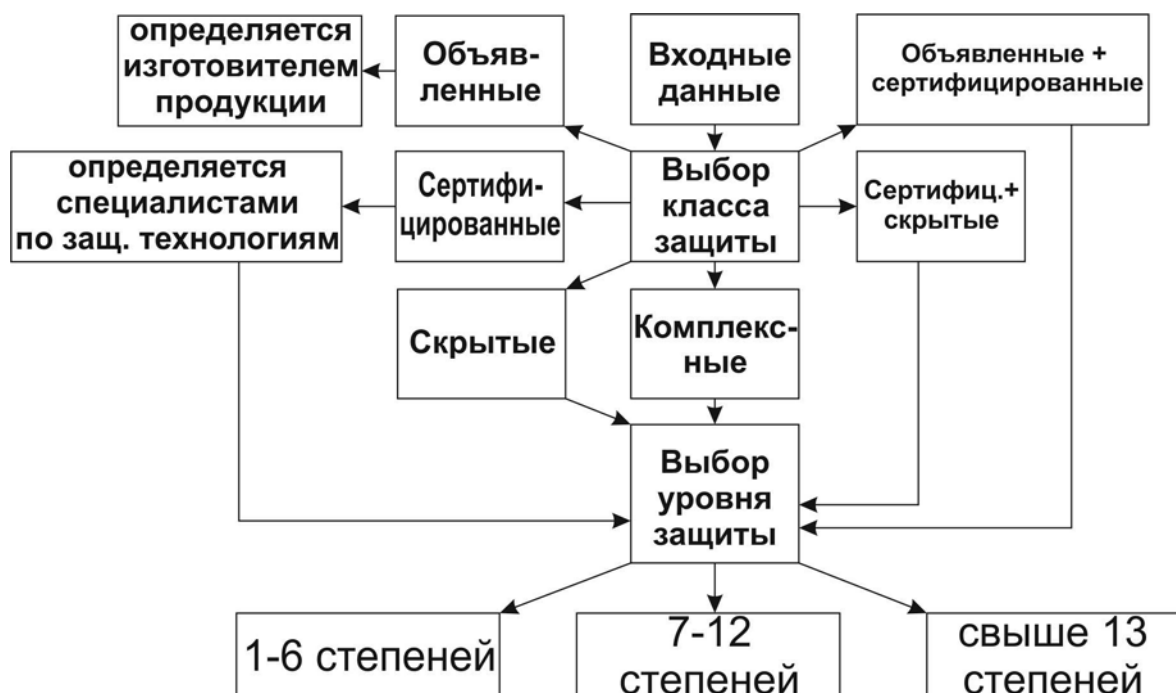 определяется
изготовителем
продукции
Объяв-
ленные
Входные
данные
Объявленные +
сертифицированные
определяется
специалистами
по защ. технологиям
Сертифи-
цированные
Выбор
класса
защиты
Сертифиц.+
скрытые
Скрытые
Комплекс-
ные
Выбор
уровня
защиты
1-6 степеней
7-12
степеней
свыше 13
степеней